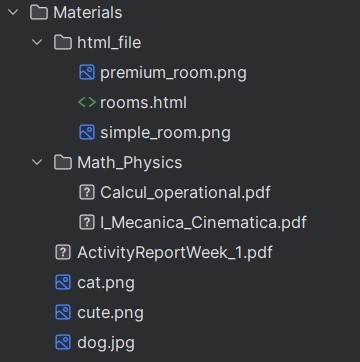 Materials
html_file
premium_room.png
rooms.html
simple_room.png
Math_Physics
Calcul_operational.pdf
I_Mecanica_Cinematica.pdf
ActivityReportWeek_1.pdf
cat.png
cute.png
dog.jpg